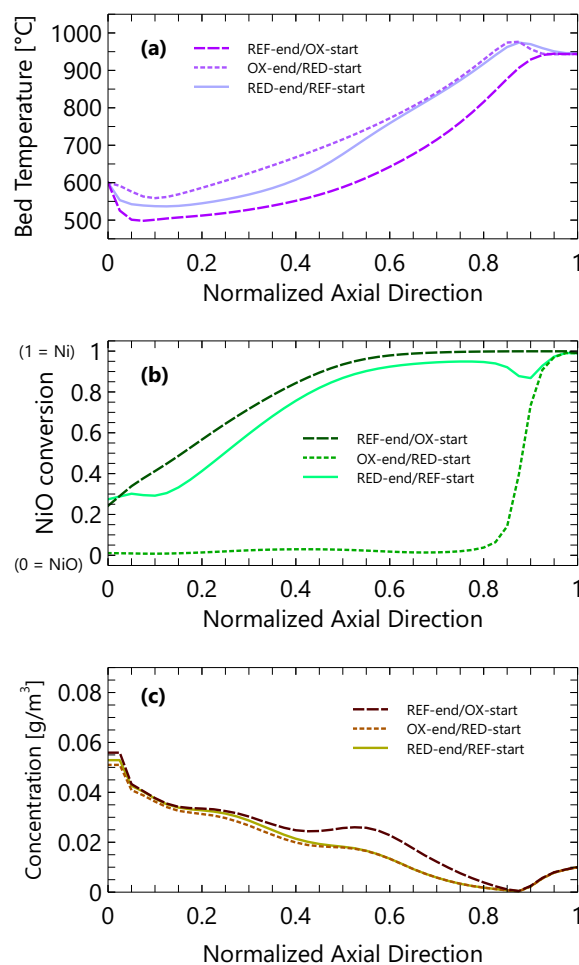 Bed Temperature [°C]
1000
900
800
700
600
500
(a)
REF-end/OX-start
OX-end/RED-start
RED-end/REF-start
0 0.2 0.4 0.6 0.8 1
Normalized Axial Direction
NiO conversion
(1 = Ni)
1
0.8
0.6
0.4
0.2
0
(0 = NiO)
(b)
REF-end/OX-start
OX-end/RED-start
RED-end/REF-start
0 0.2 0.4 0.6 0.8 1
Normalized Axial Direction
Concentration [g/m³]
0.08
0.06
0.04
0.02
0
(c)
REF-end/OX-start
OX-end/RED-start
RED-end/REF-start
0 0.2 0.4 0.6 0.8 1
Normalized Axial Direction